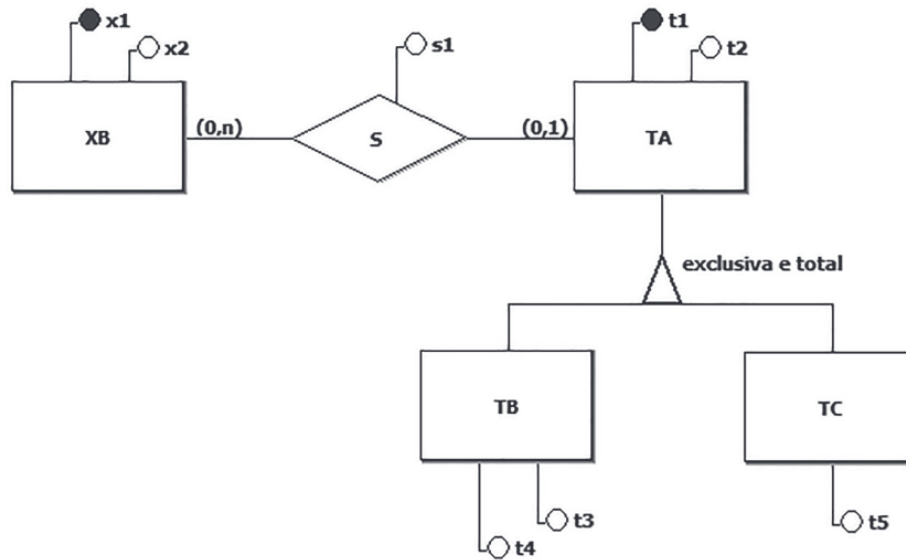 x1
x2
s1
t1
t2
XB
(0,n)
S
(0,1)
TA
exclusiva e total
TB
TC
t3
t4
t5